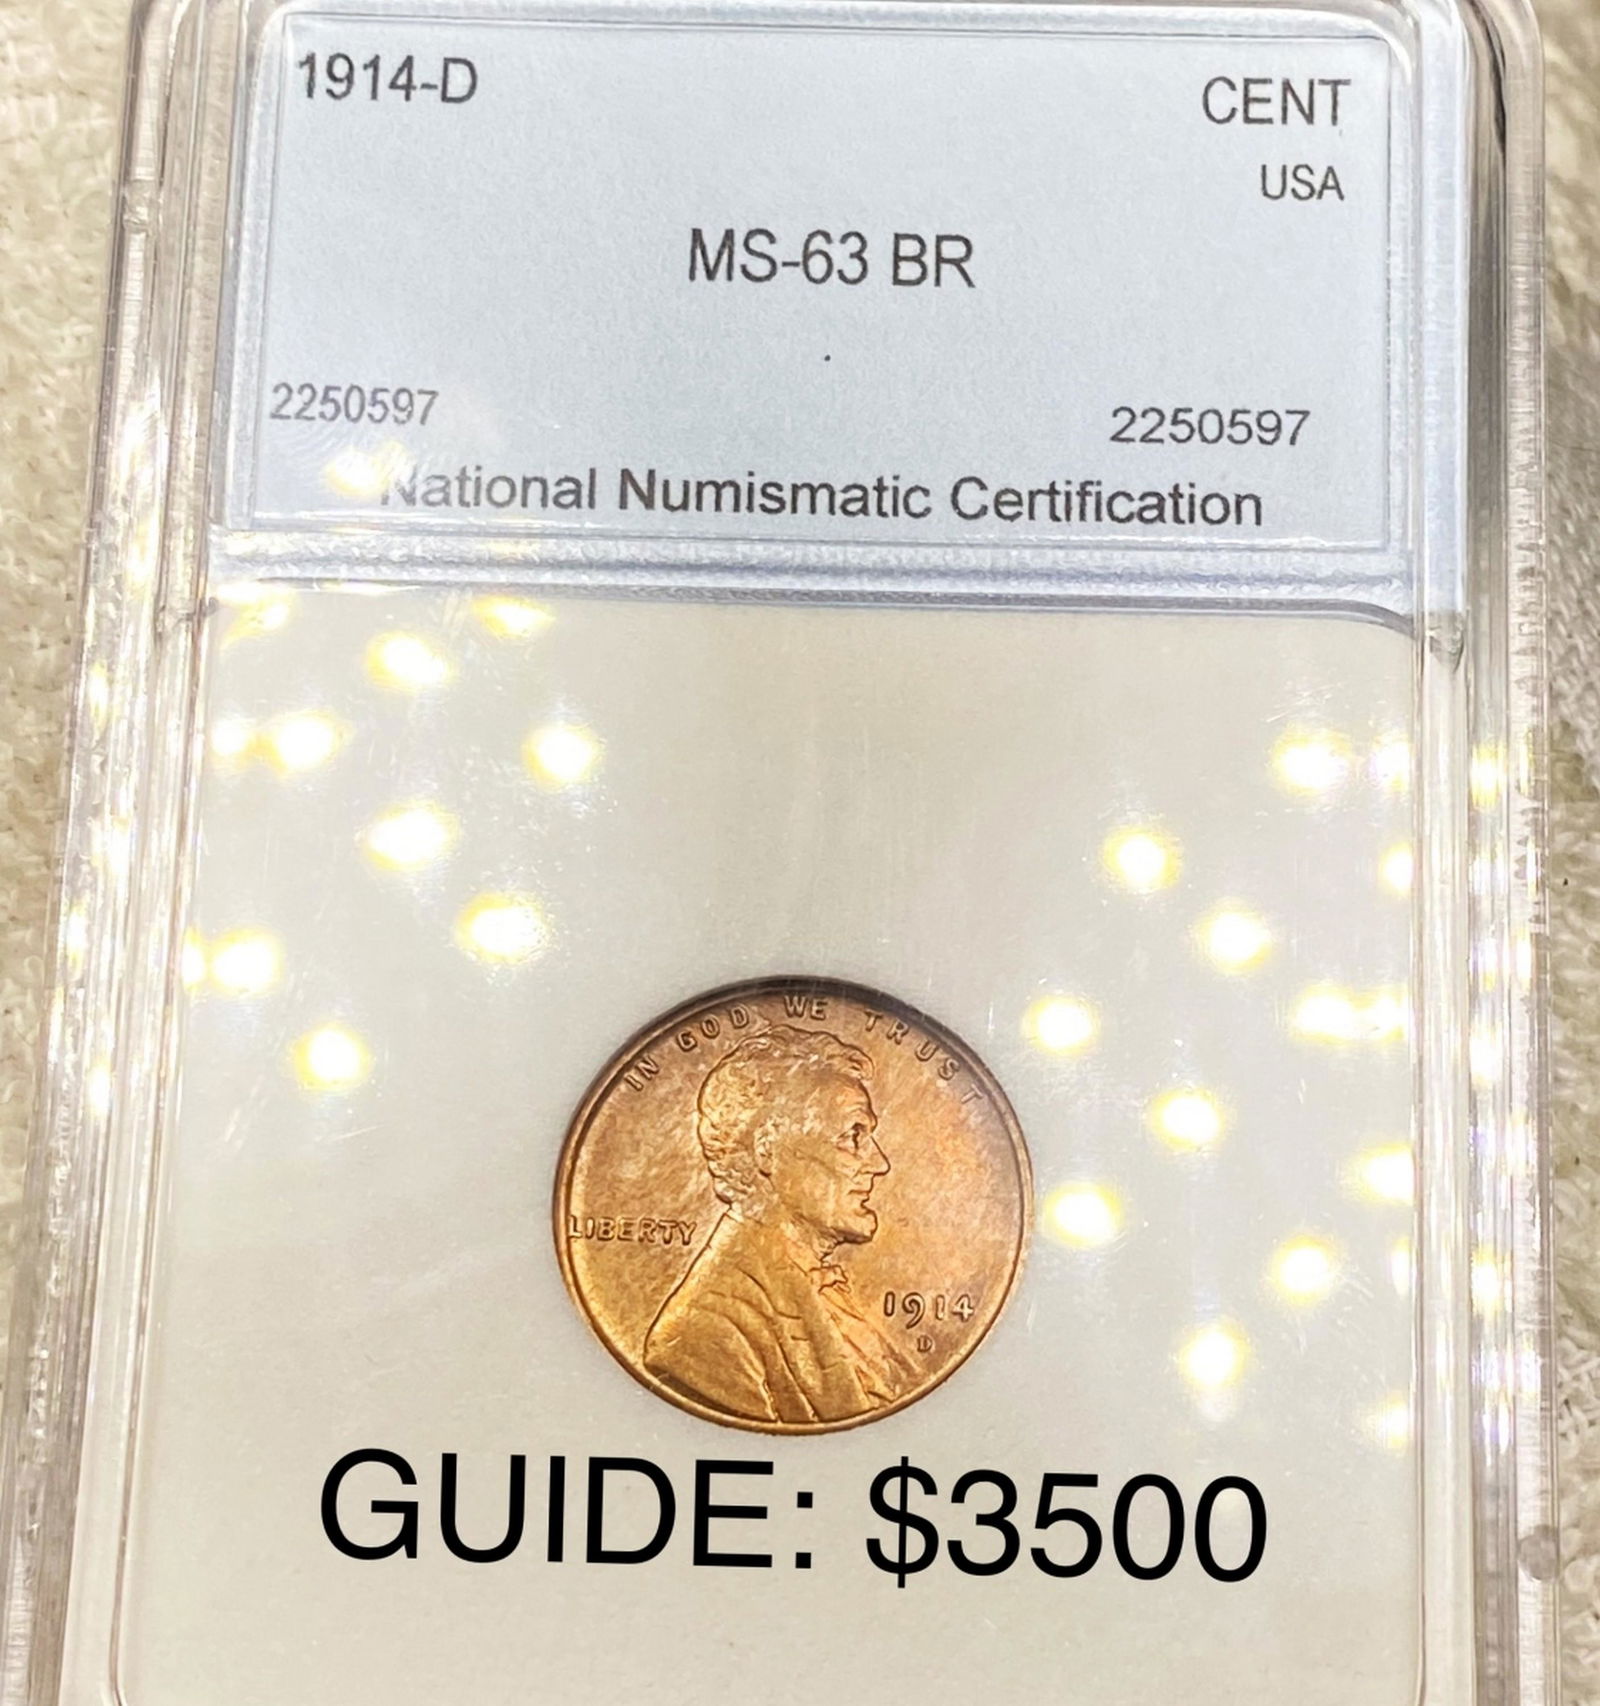 1914-D
CENT
USA
MS-63 BR
2250597
2250597
National Numismatic Certification
IN GOD WE TRUST
LIBERTY
1914
D
GUIDE: $3500